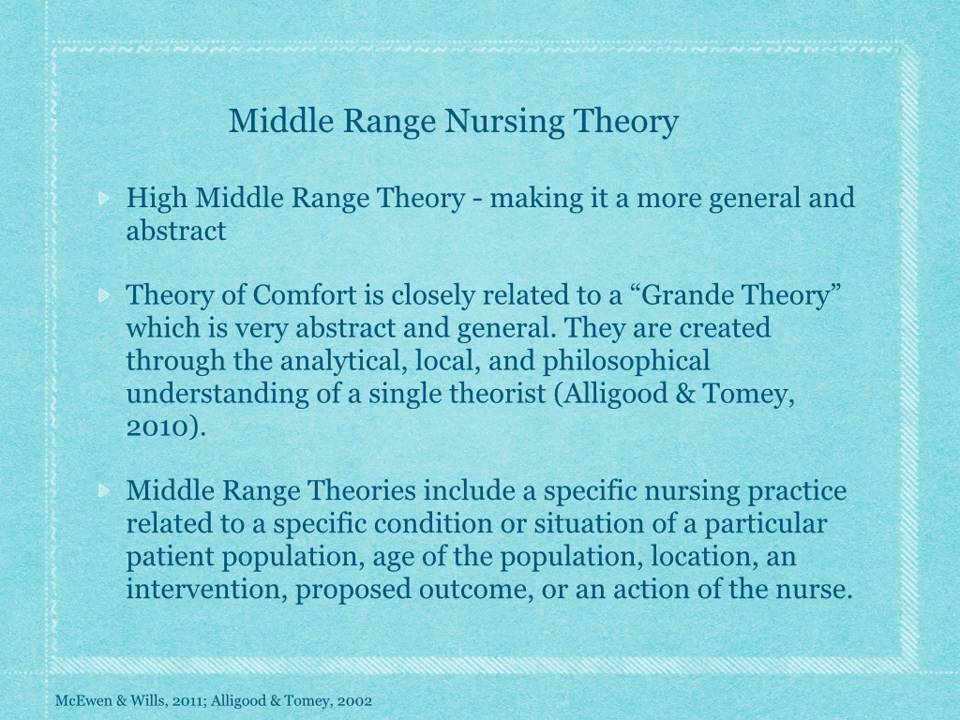 Middle Range Nursing Theory
High Middle Range Theory - making it a more general and
abstract
Theory of Comfort is closely related to a “Grande Theory”
which is very abstract and general. They are created
through the analytical, local, and philosophical
understanding of a single theorist (Alligood & Tomey,
2010).
Middle Range Theories include a specific nursing practice
related to a specific condition or situation of a particular
patient population, age of the population, location, an
intervention, proposed outcome, or an action of the nurse.
McEwen & Wills, 2011; Alligood & Tomey, 2002